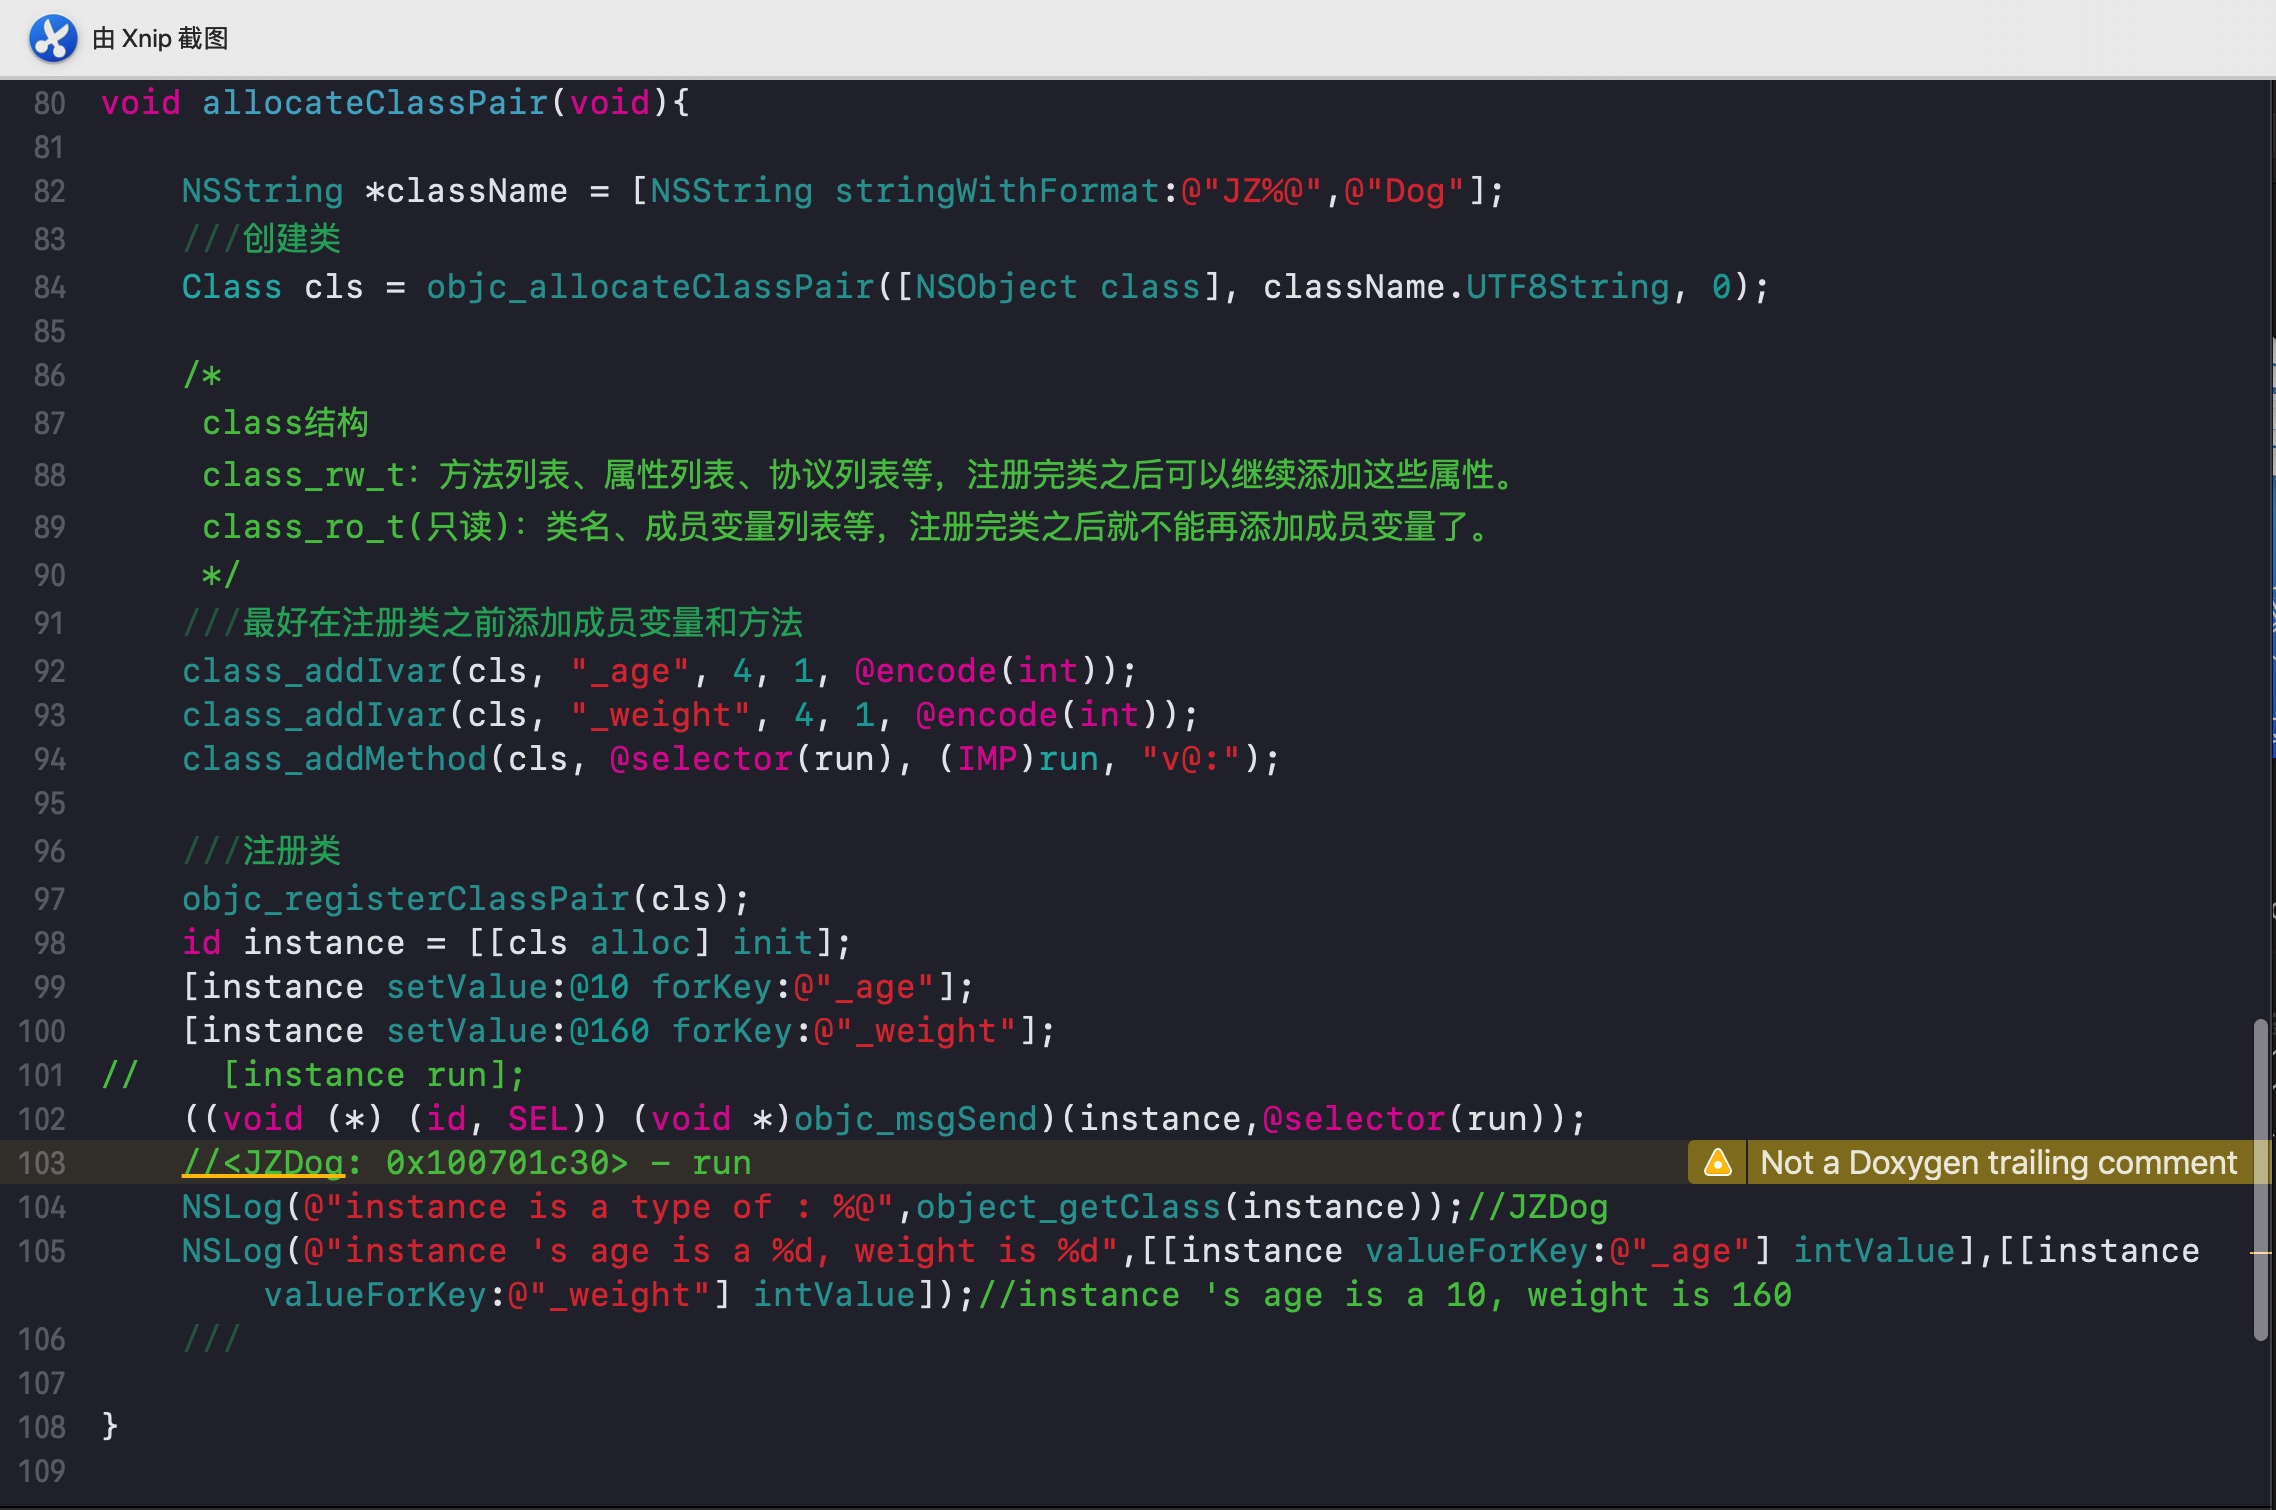 由 Xnip 截图
80 void allocateClassPair(void){
81
82 NSString *className = [NSString stringWithFormat:@"JZ%@",@"Dog"];
83 ///创建类
84 Class cls = objc_allocateClassPair([NSObject class], className.UTF8String, 0);
85
86 /*
87 class结构
88 class_rw_t：方法列表、属性列表、协议列表等，注册完类之后可以继续添加这些属性。
89 class_ro_t(只读)：类名、成员变量列表等，注册完类之后就不能再添加成员变量了。
90 */
91 ///最好在注册类之前添加成员变量和方法
92 class_addIvar(cls, "_age", 4, 1, @encode(int));
93 class_addIvar(cls, "_weight", 4, 1, @encode(int));
94 class_addMethod(cls, @selector(run), (IMP)run, "v@:");
95
96 ///注册类
97 objc_registerClassPair(cls);
98 id instance = [[cls alloc] init];
99 [instance setValue:@10 forKey:@"_age"];
100 [instance setValue:@160 forKey:@"_weight"];
101 // [instance run];
102 ((void (*) (id, SEL)) (void *)objc_msgSend)(instance,@selector(run));
103 //<JZDog: 0x100701c30> – run Not a Doxygen trailing comment
104 NSLog(@"instance is a type of : %@",object_getClass(instance));//JZDog
105 NSLog(@"instance 's age is a %d, weight is %d",[[instance valueForKey:@"_age"] intValue],[[instance
valueForKey:@"_weight"] intValue]);//instance 's age is a 10, weight is 160
106 ///
107
108 }
109